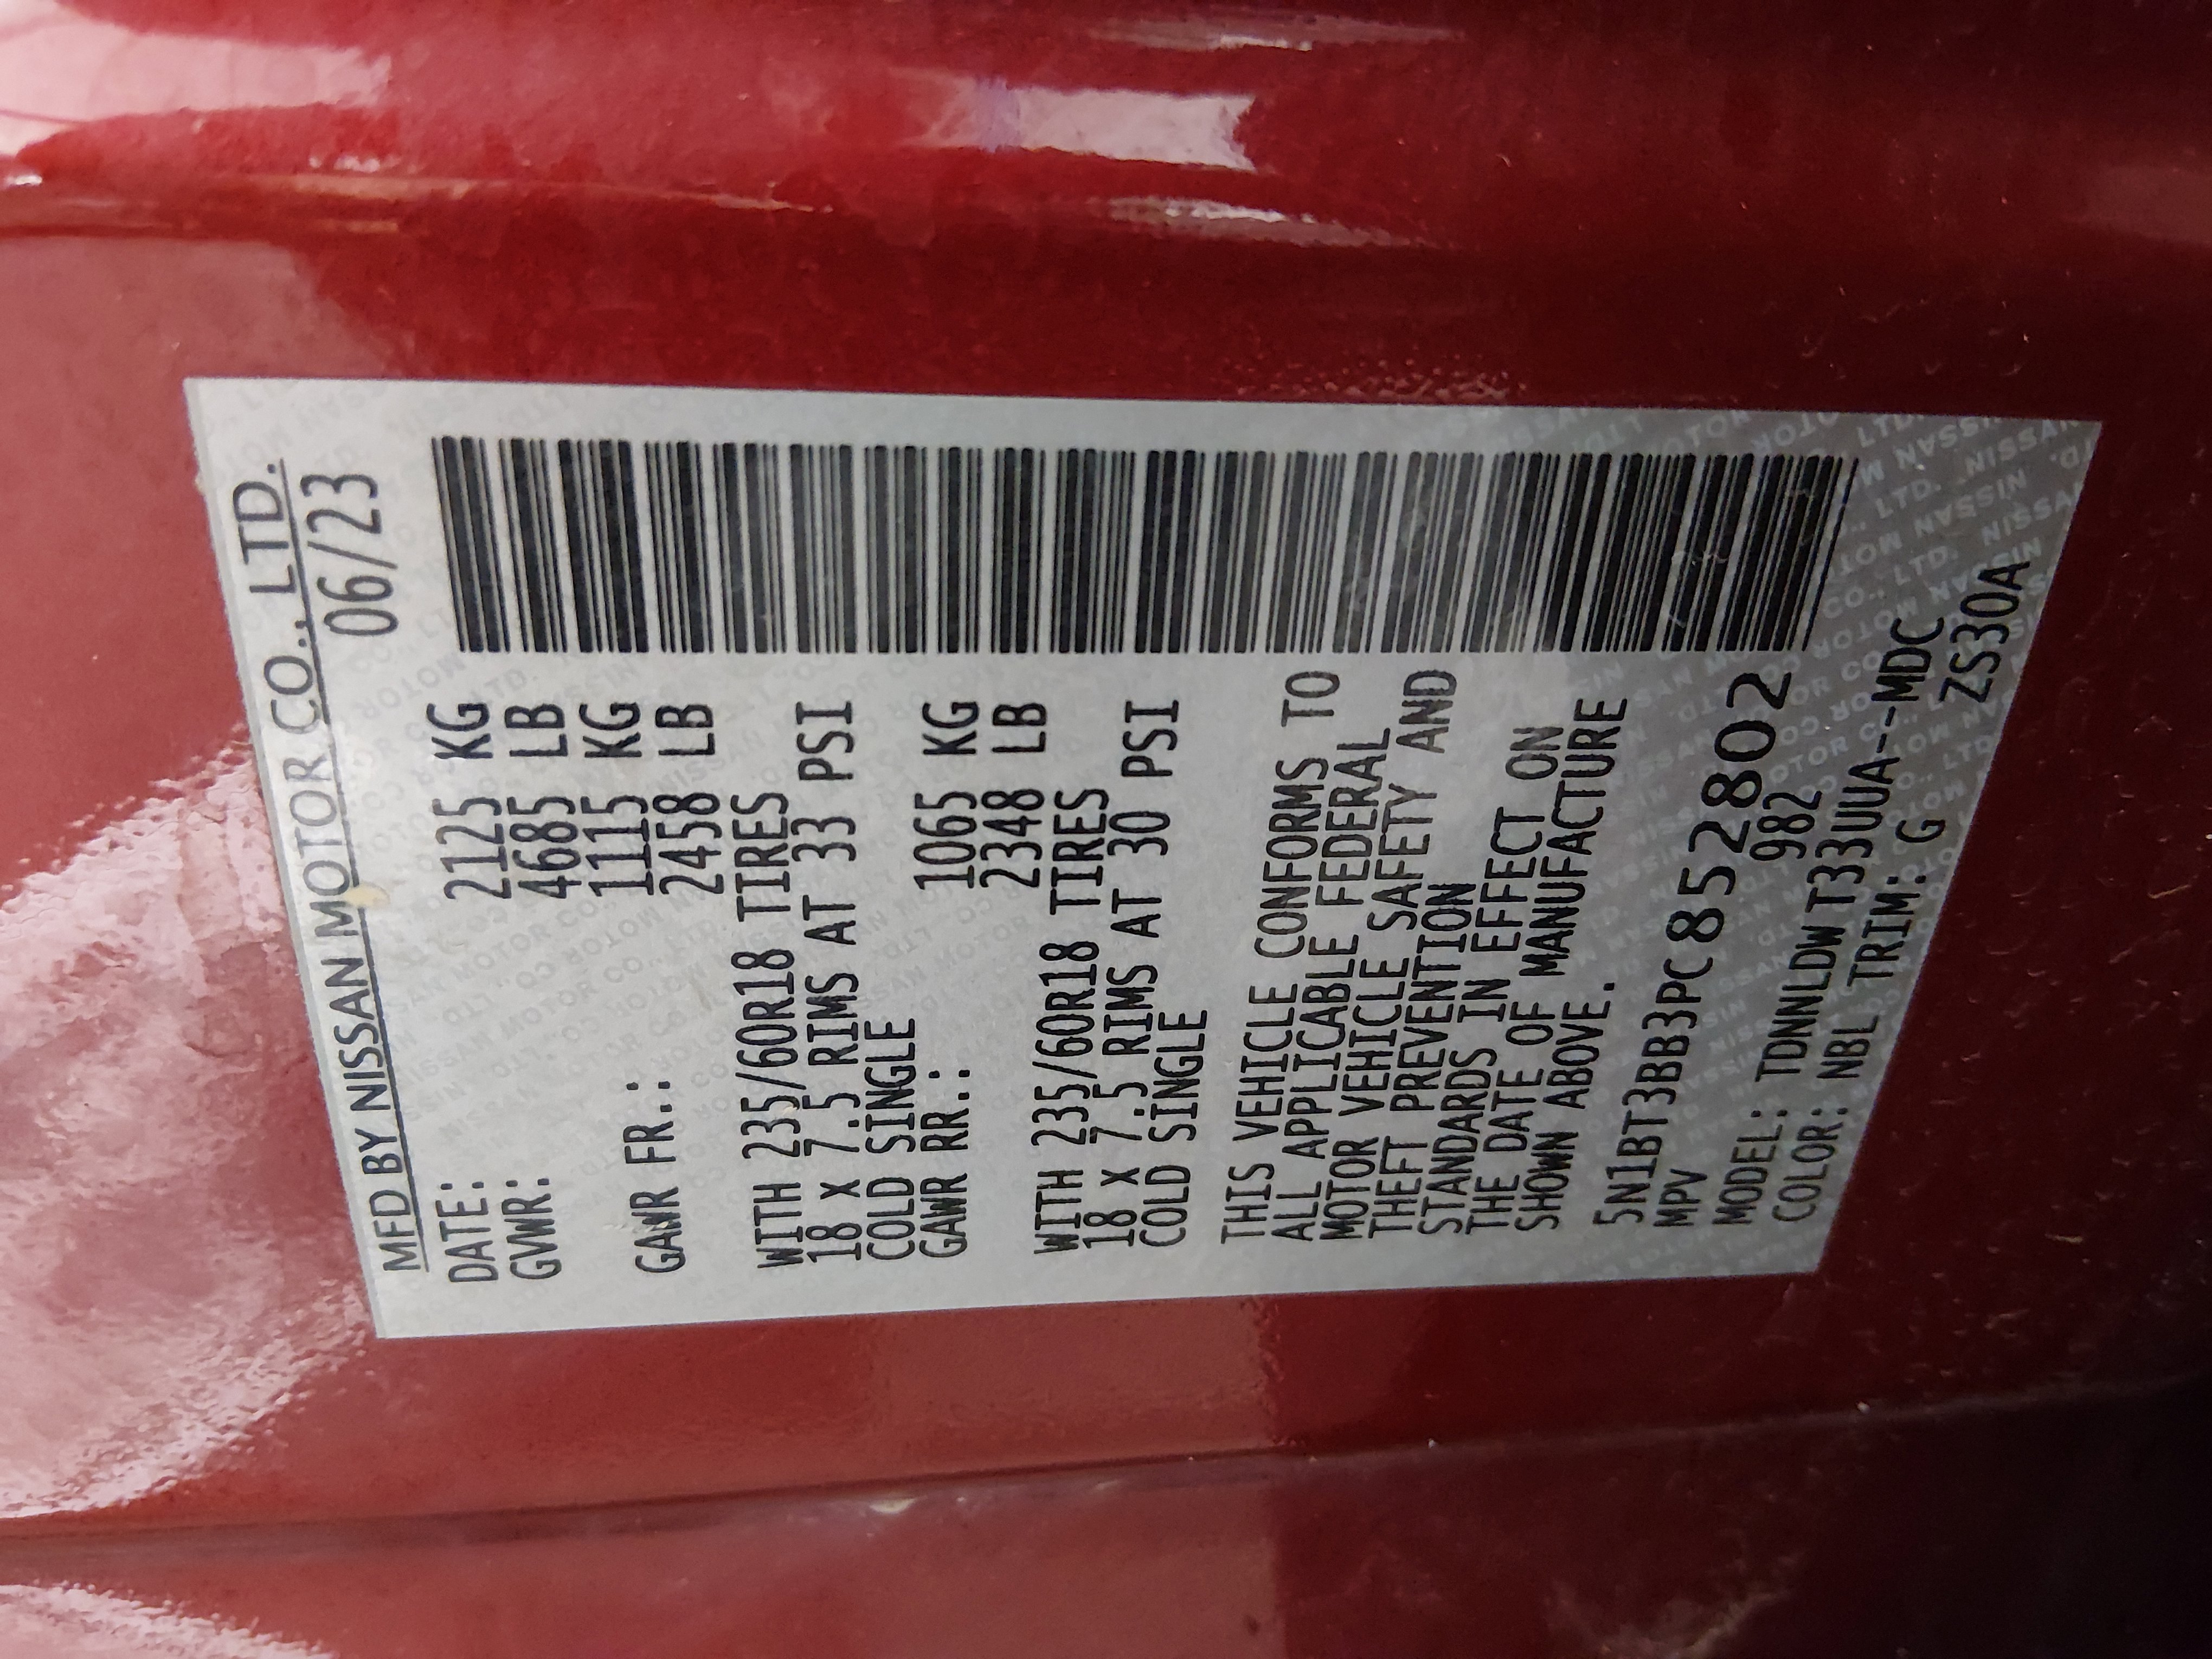 MFD BY NISSAN MOTOR CO., LTD.
DATE: 06/23
GVWR: 2125 KG
4685 LB
GAWR FR.: 1115 KG
2458 LB
WITH 235/60R18 TIRES
18 X 7.5 RIMS AT 33 PSI
COLD SINGLE
GAWR RR.: 1065 KG
2348 LB
WITH 235/60R18 TIRES
18 X 7.5 RIMS AT 30 PSI
COLD SINGLE
THIS VEHICLE CONFORMS TO
ALL APPLICABLE FEDERAL
MOTOR VEHICLE SAFETY AND
THEFT PREVENTION
STANDARDS IN EFFECT ON
THE DATE OF MANUFACTURE
SHOWN ABOVE.
5N1BT3BB3PC852802
MPV 982
MODEL: TDNNLDWT33UUA--MDC
COLOR: NBL TRIM: G ZS30A